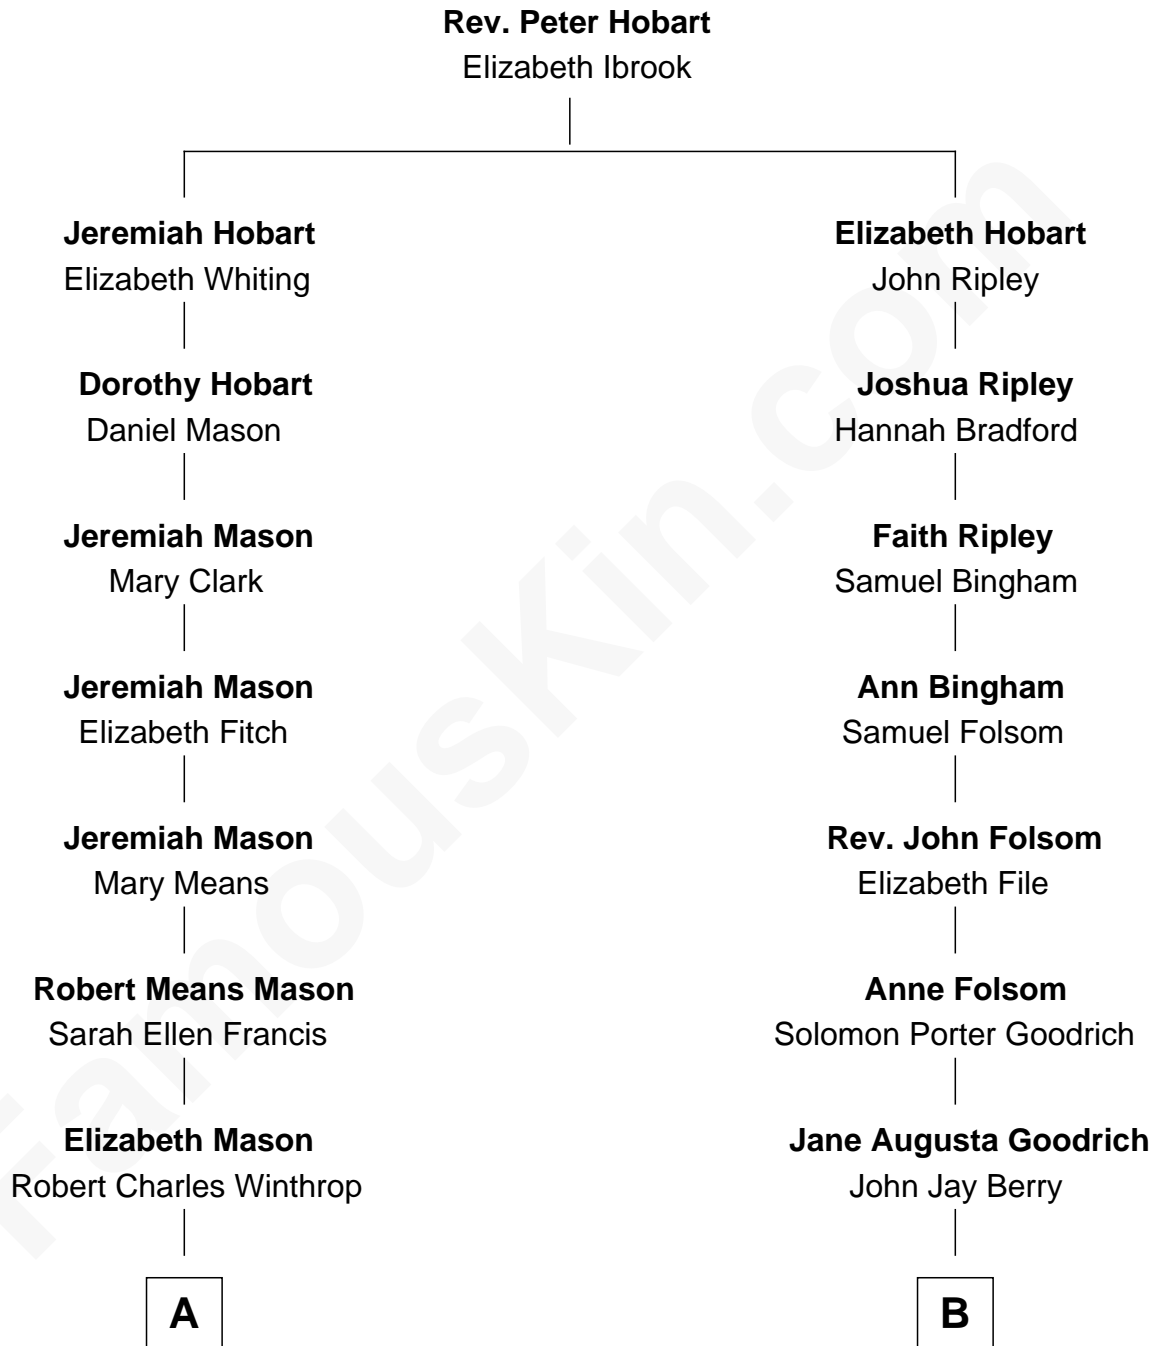 Rev. Peter Hobart
Elizabeth Ibrook
Jeremiah Hobart
Elizabeth Whiting
Elizabeth Hobart
John Ripley
Dorothy Hobart
Daniel Mason
Joshua Ripley
Hannah Bradford
Jeremiah Mason
Mary Clark
Faith Ripley
Samuel Bingham
Jeremiah Mason
Elizabeth Fitch
Ann Bingham
Samuel Folsom
Jeremiah Mason
Mary Means
Rev. John Folsom
Elizabeth File
Robert Means Mason
Sarah Ellen Francis
Anne Folsom
Solomon Porter Goodrich
Elizabeth Mason
Robert Charles Winthrop
Jane Augusta Goodrich
John Jay Berry
A
B
FamousKin.com